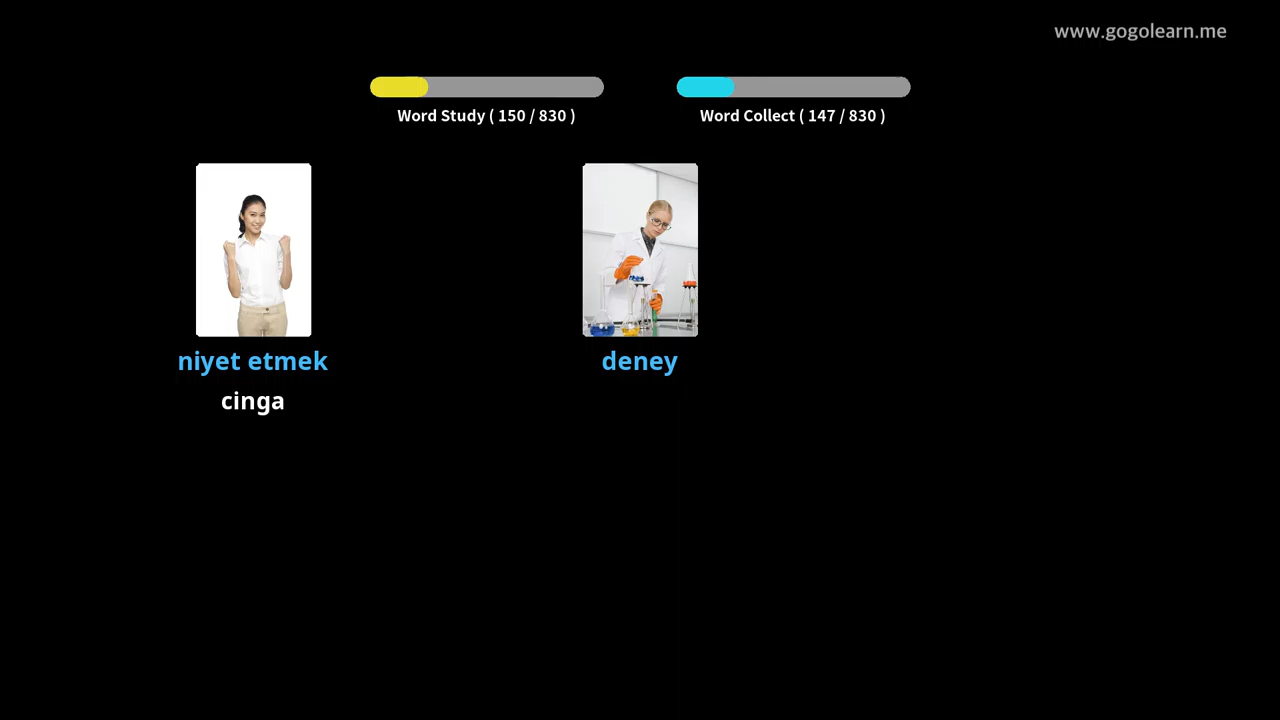 www.gogolearn.me
Word Study ( 150 / 830 )
Word Collect ( 147 / 830 )
niyet etmek
cinga
deney